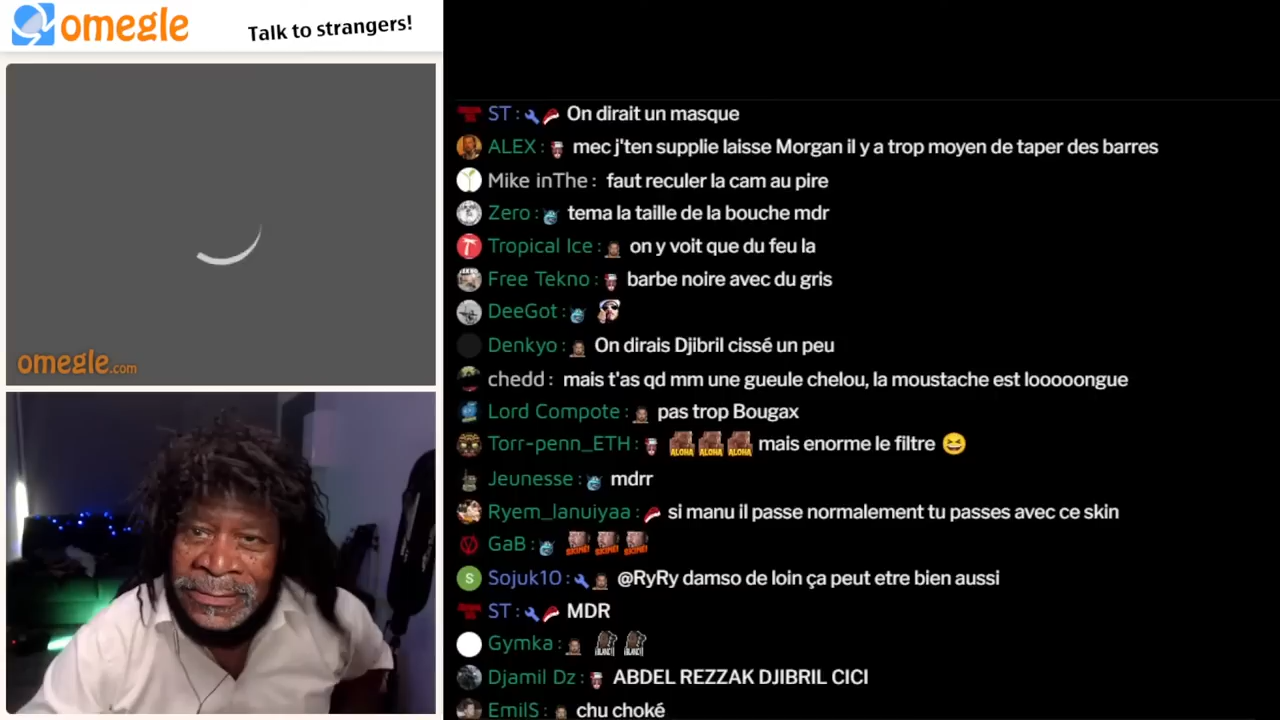 omegle
Talk to strangers!
omegle.com
ST : On dirait un masque
ALEX : mec j'ten supplie laisse Morgan il y a trop moyen de taper des barres
Mike inThe : faut reculer la cam au pire
Zero : tema la taille de la bouche mdr
Tropical Ice : on y voit que du feu la
Free Tekno : barbe noire avec du gris
DeeGot :
Denkyo : On dirais Djibril cissé un peu
chedd : mais t'as qd mm une gueule chelou, la moustache est looooongue
Lord Compote : pas trop Bougax
Torr-penn_ETH : ALOHA ALOHA ALOHA mais enorme le filtre 😆
Jeunesse : mdrr
Ryem_lanuiyaa : si manu il passe normalement tu passes avec ce skin
GaB :
S Sojuk10 : @RyRy damso de loin ça peut etre bien aussi
ST : MDR
Gymka :
Djamil Dz : ABDEL REZZAK DJIBRIL CICI
EmilS : chu choké